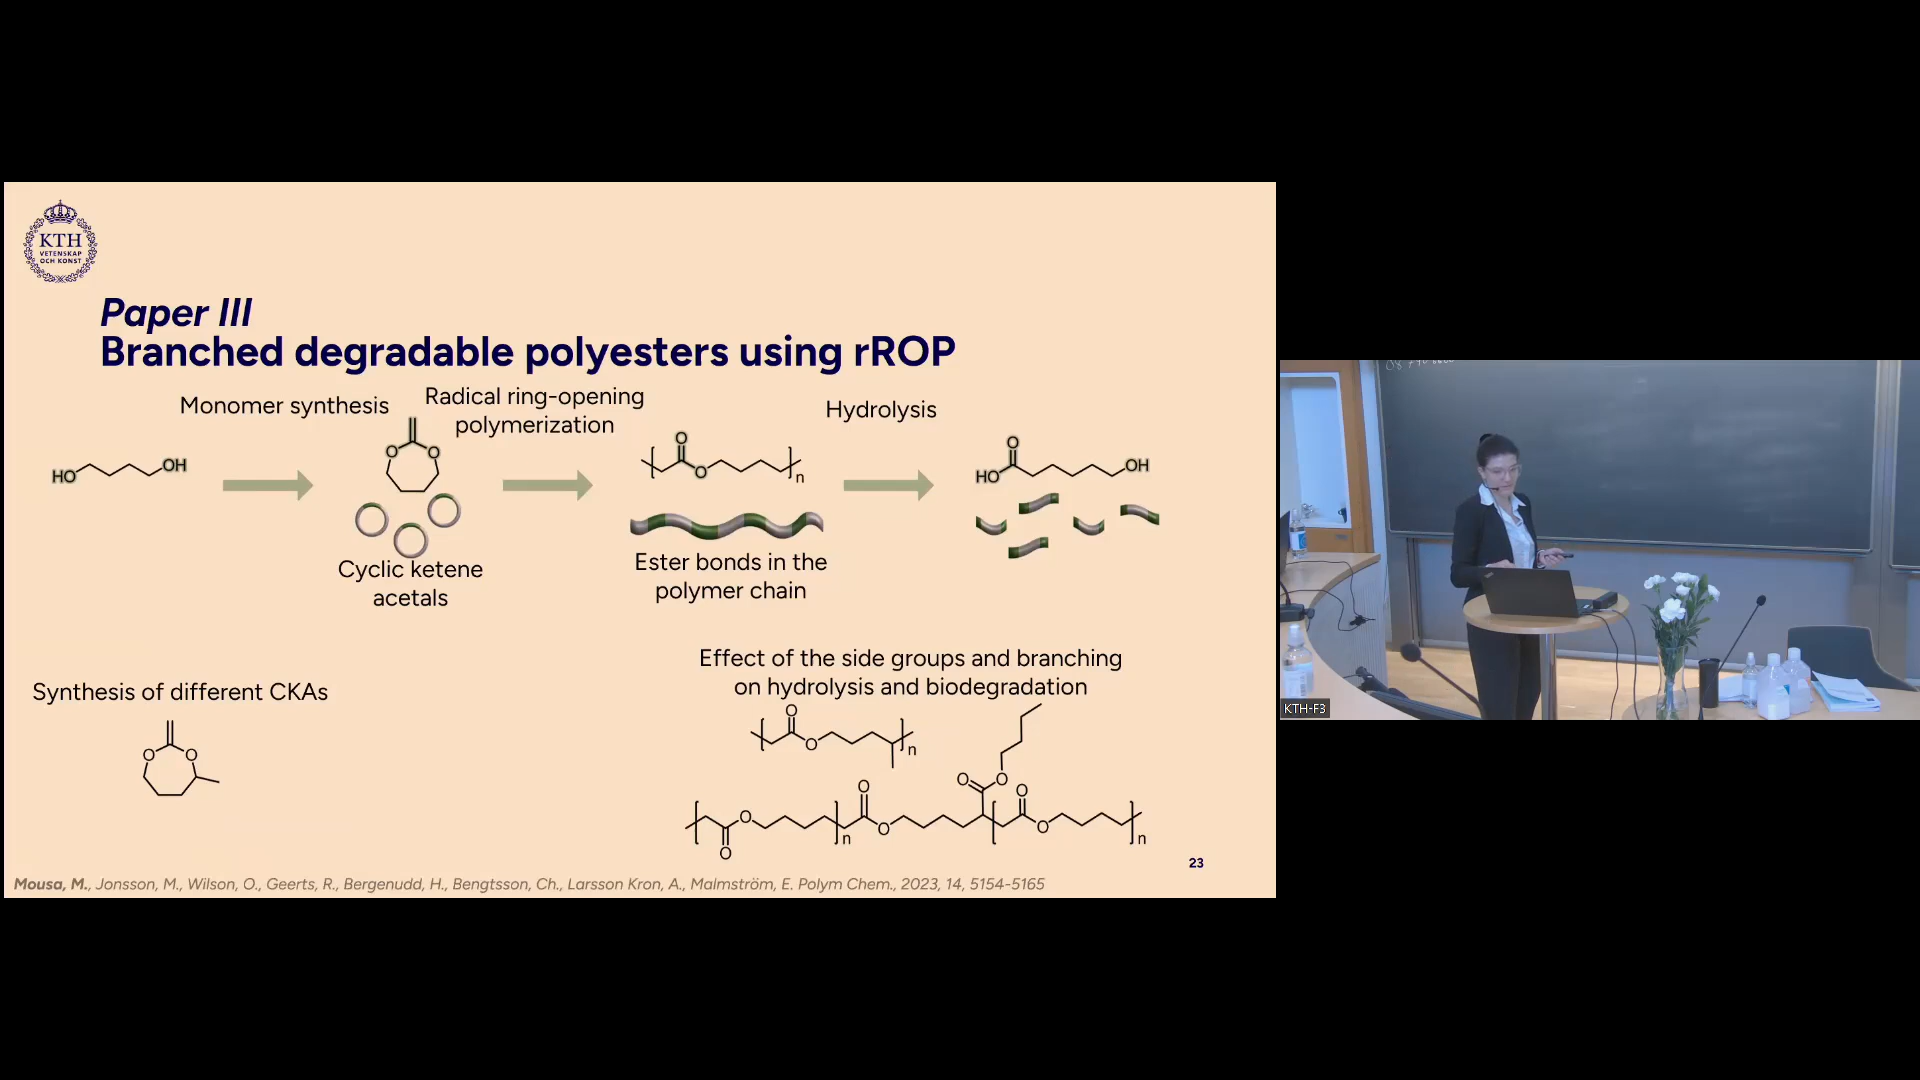 KTH
VETENSKAP
OCH KONST
Paper III
Branched degradable polyesters using rROP
Monomer synthesis
Radical ring-opening
polymerization
Hydrolysis
HO
OH
O
O
O
O
n
O
HO
OH
Cyclic ketene
acetals
Ester bonds in the
polymer chain
Synthesis of different CKAs
O
O
Effect of the side groups and branching
on hydrolysis and biodegradation
O
O
n
O
O
O
O
n
O
O
O
O
n
23
Mousa, M., Jonsson, M., Wilson, O., Geerts, R., Bergenudd, H., Bengtsson, Ch., Larsson Kron, A., Malmström, E. Polym Chem., 2023, 14, 5154-5165
KTH-F3